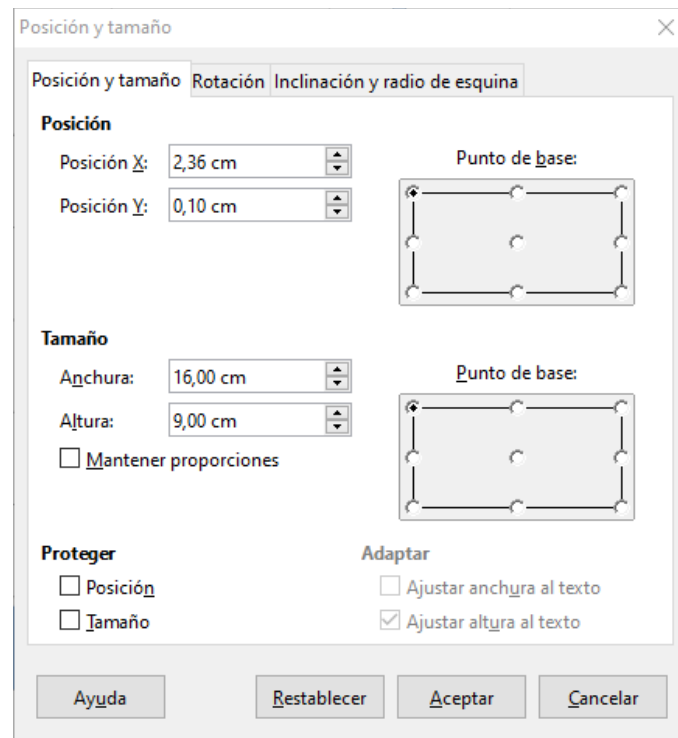 Posición y tamaño
Posición y tamaño Rotación Inclinación y radio de esquina
Posición
Posición X: 2,36 cm Punto de base:
Posición Y: 0,10 cm
Tamaño
Anchura: 16,00 cm Punto de base:
Altura: 9,00 cm
Mantener proporciones
Proteger Adaptar
Posición Ajustar anchura al texto
Tamaño Ajustar altura al texto
Ayuda Restablecer Aceptar Cancelar